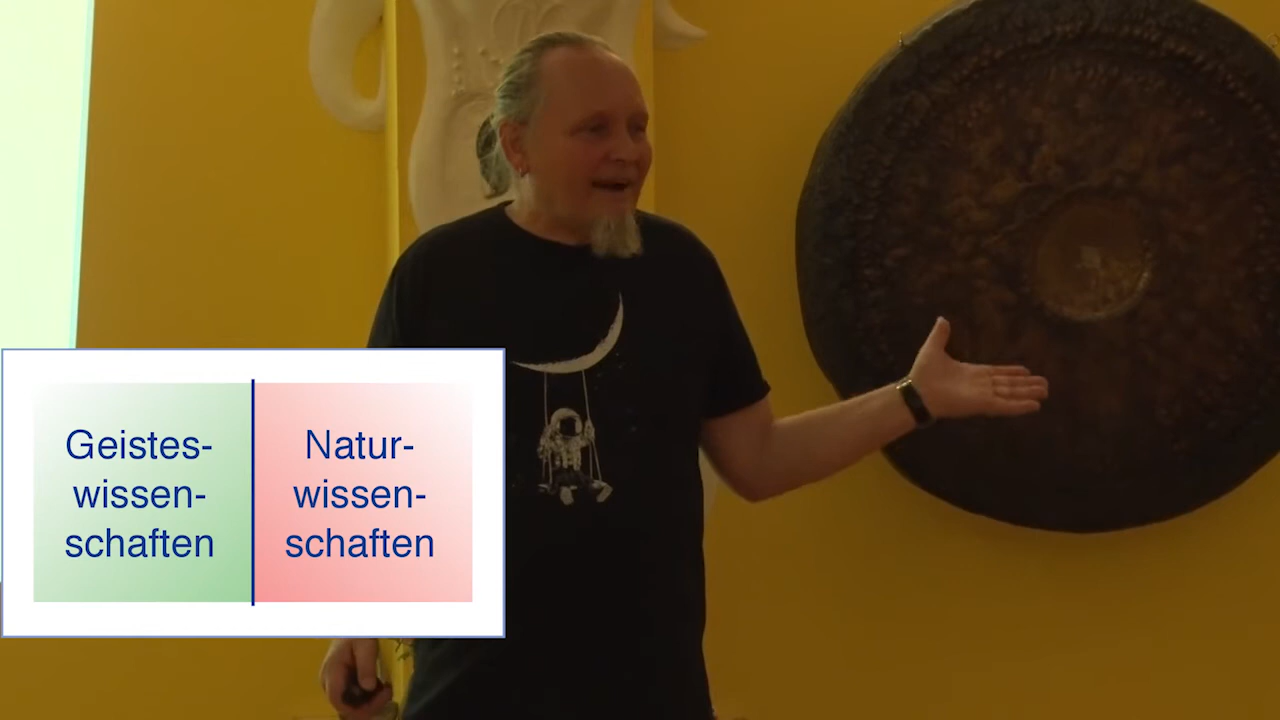 Geistes-
wissen-
schaften
Natur-
wissen-
schaften